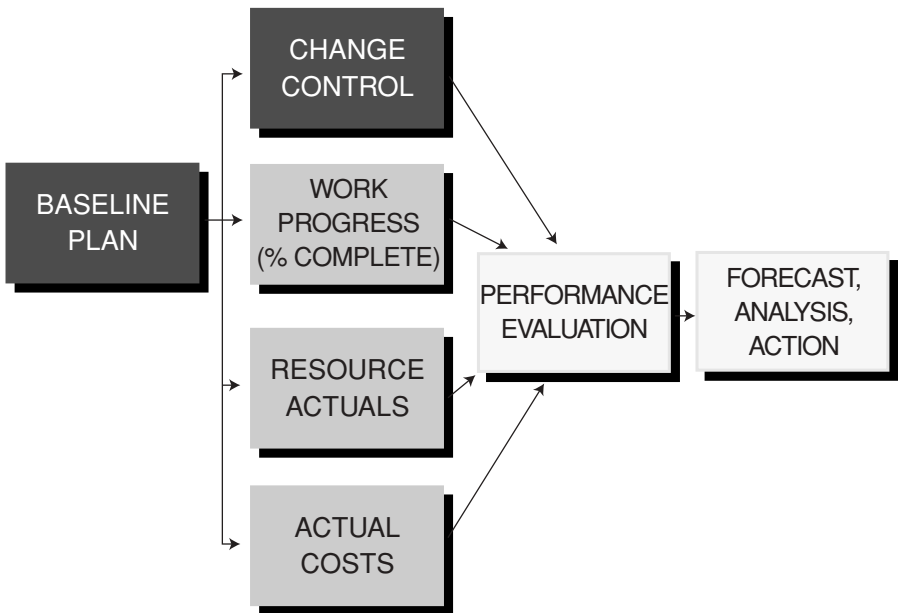 CHANGE
CONTROL
BASELINE
PLAN
WORK
PROGRESS
(% COMPLETE)
PERFORMANCE
EVALUATION
FORECAST,
ANALYSIS,
ACTION
RESOURCE
ACTUALS
ACTUAL
COSTS